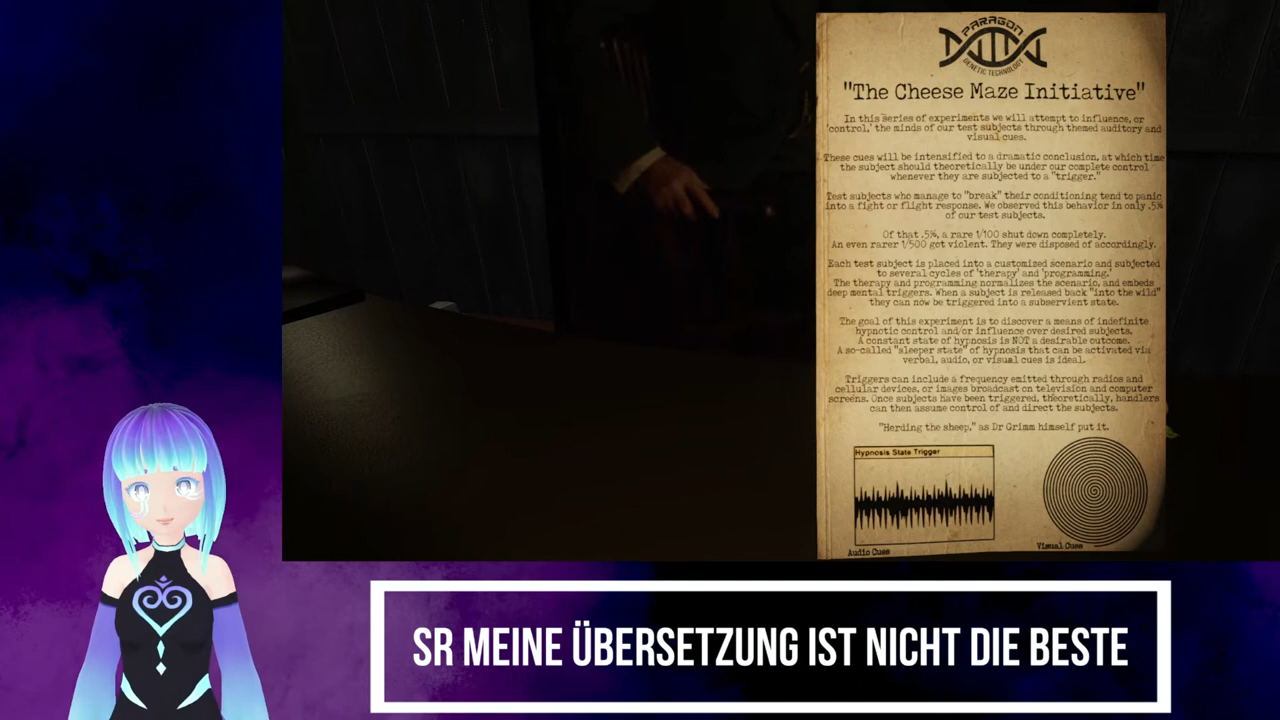 PARAGON
GENETIC TECHNOLOGY
"The Cheese Maze Initiative"
In this series of experiments we will attempt to influence, or
'control,' the minds of our test subjects through themed auditory and
visual cues.
These cues will be intensified to a dramatic conclusion, at which time
the subject should theoretically be under our complete control
whenever they are subjected to a "trigger."
Test subjects who manage to "break" their conditioning tend to panic
into a fight or flight response. We observed this behavior in only .5%
of our test subjects.
Of that .5%, a rare 1/100 shut down completely.
An even rarer 1/500 got violent. They were disposed of accordingly.
Each test subject is placed into a customized scenario and subjected
to several cycles of 'therapy' and 'programming.'
The therapy and programming normalizes the scenario, and embeds
deep mental triggers. When a subject is released back "into the wild"
they can now be triggered into a subservient state.
The goal of this experiment is to discover a means of indefinite
hypnotic control and/or influence over desired subjects.
A constant state of hypnosis is NOT a desirable outcome.
A so-called "sleeper state" of hypnosis that can be activated via
verbal, audio, or visual cues is ideal.
Triggers can include a frequency emitted through radios and
cellular devices, or images broadcast on television and computer
screens. Once subjects have been triggered, theoretically, handlers
can then assume control of and direct the subjects.
"Herding the sheep," as Dr Grimm himself put it.
Hypnosis State Trigger
Audio Cues
Visual Cues
SR MEINE ÜBERSETZUNG IST NICHT DIE BESTE